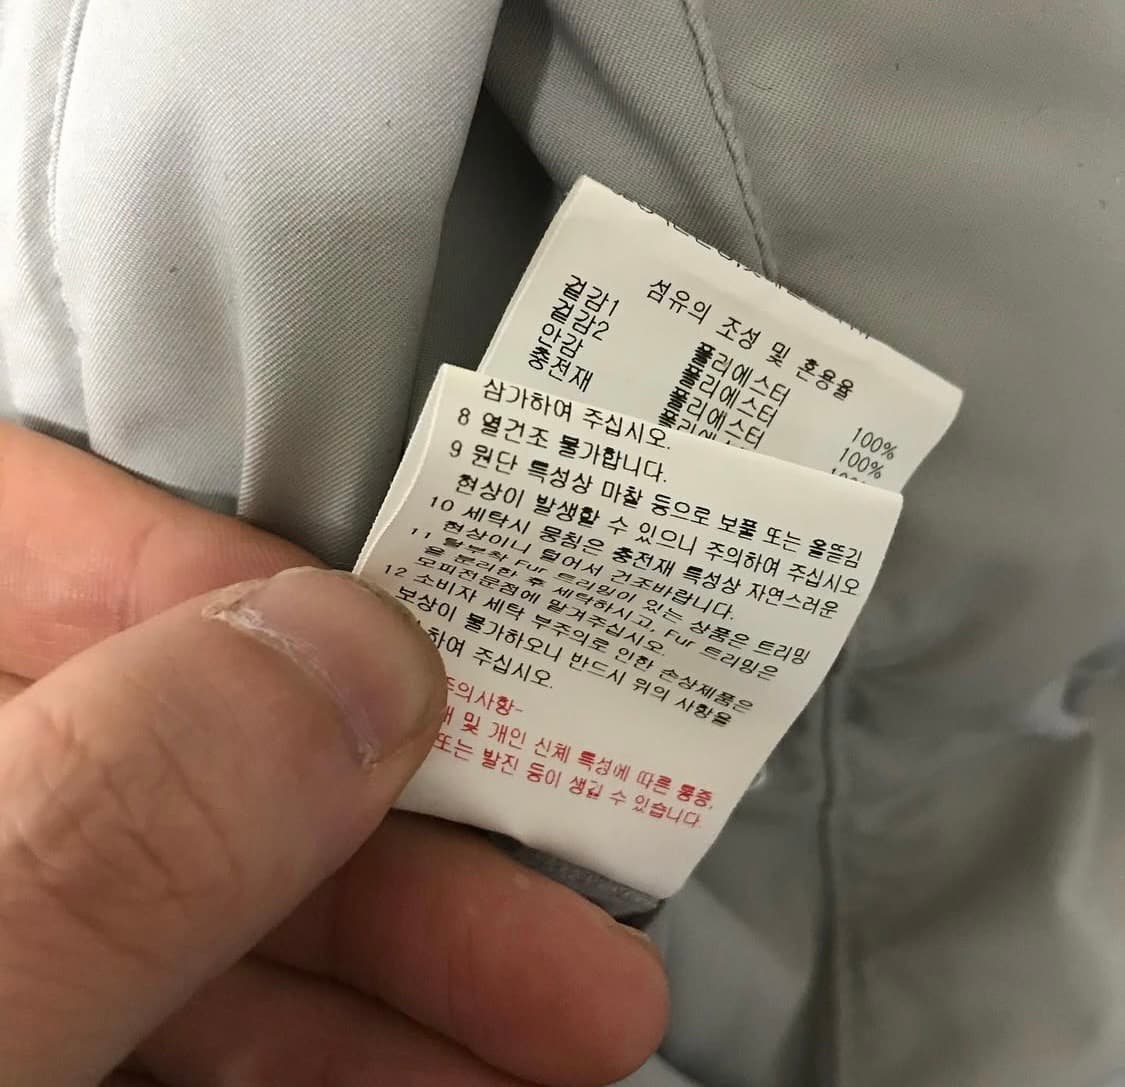 섬유의 조성 및 혼용율
겉감1 폴리에스터 100%
겉감2 폴리에스터 100%
안감 폴리에스터
충전재
삼가하여 주십시오.
8 열건조 불가합니다.
9 원단 특성상 마찰 등으로 보풀 또는 올뜯김
현상이 발생할 수 있으니 주의하여 주십시오
10 세탁시 뭉침은 충전재 특성상 자연스러운
현상이니 털어서 건조바랍니다.
11 탈부착 Fur 트리밍이 있는 상품은 트리밍
을 분리한 후 세탁하시고, Fur 트리밍은
모피전문점에 맡겨주십시오.
12 소비자 세탁 부주의로 인한 손상제품은
보상이 불가하오니 반드시 위의 사항을
하여 주십시오.
의사항-
및 개인 신체 특성에 따른 통증,
또는 발진 등이 생길 수 있습니다.